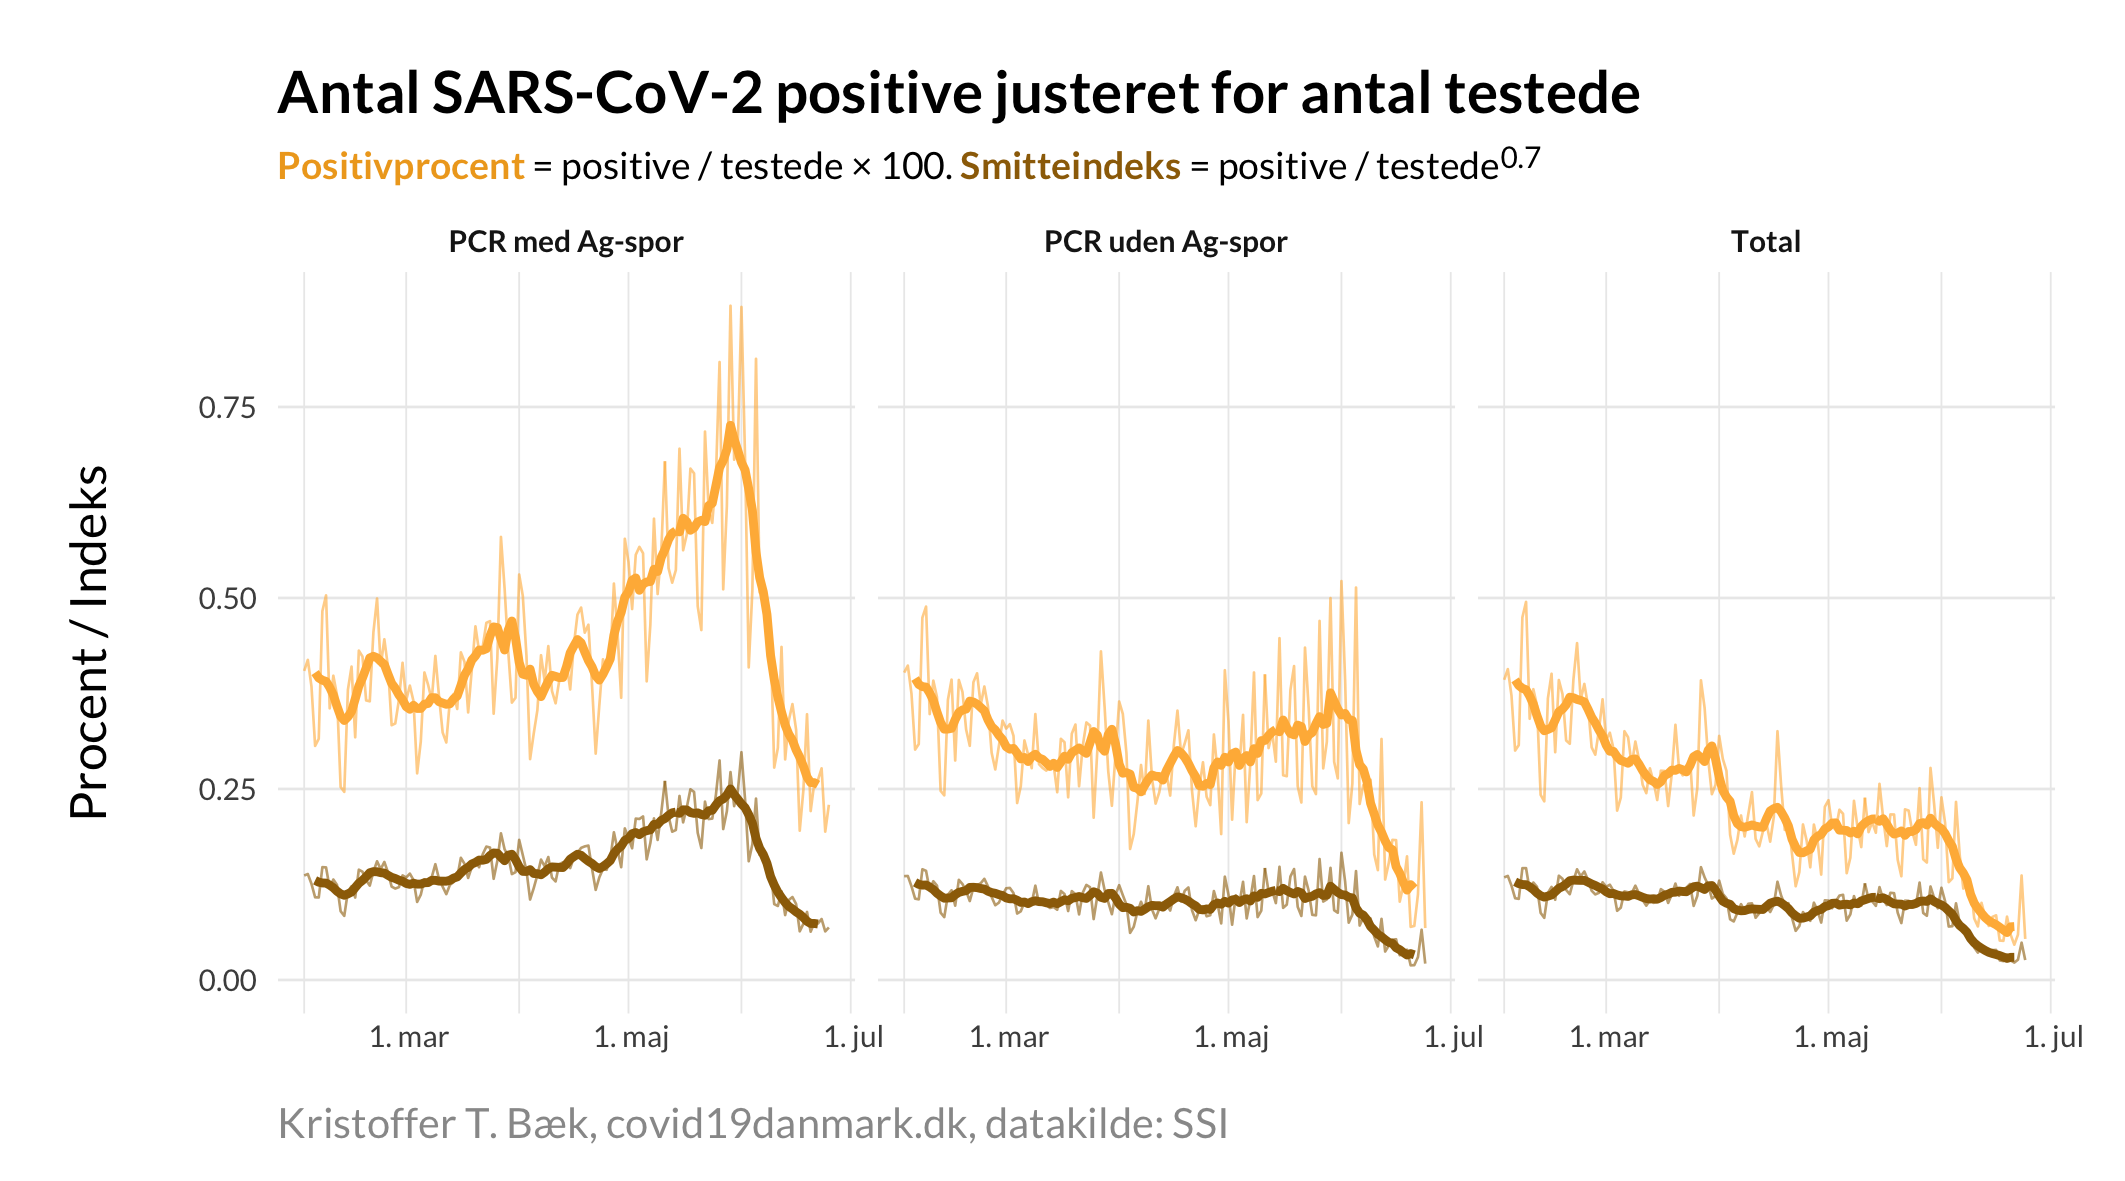 Antal SARS-CoV-2 positive justeret for antal testede
Positivprocent = positive / testede × 100. Smitteindeks = positive / testede^0.7
PCR med Ag-spor
PCR uden Ag-spor
Total
Procent / Indeks
0.75
0.50
0.25
0.00
1. mar
1. maj
1. jul
1. mar
1. maj
1. jul
1. mar
1. maj
1. jul
Kristoffer T. Bæk, covid19danmark.dk, datakilde: SSI